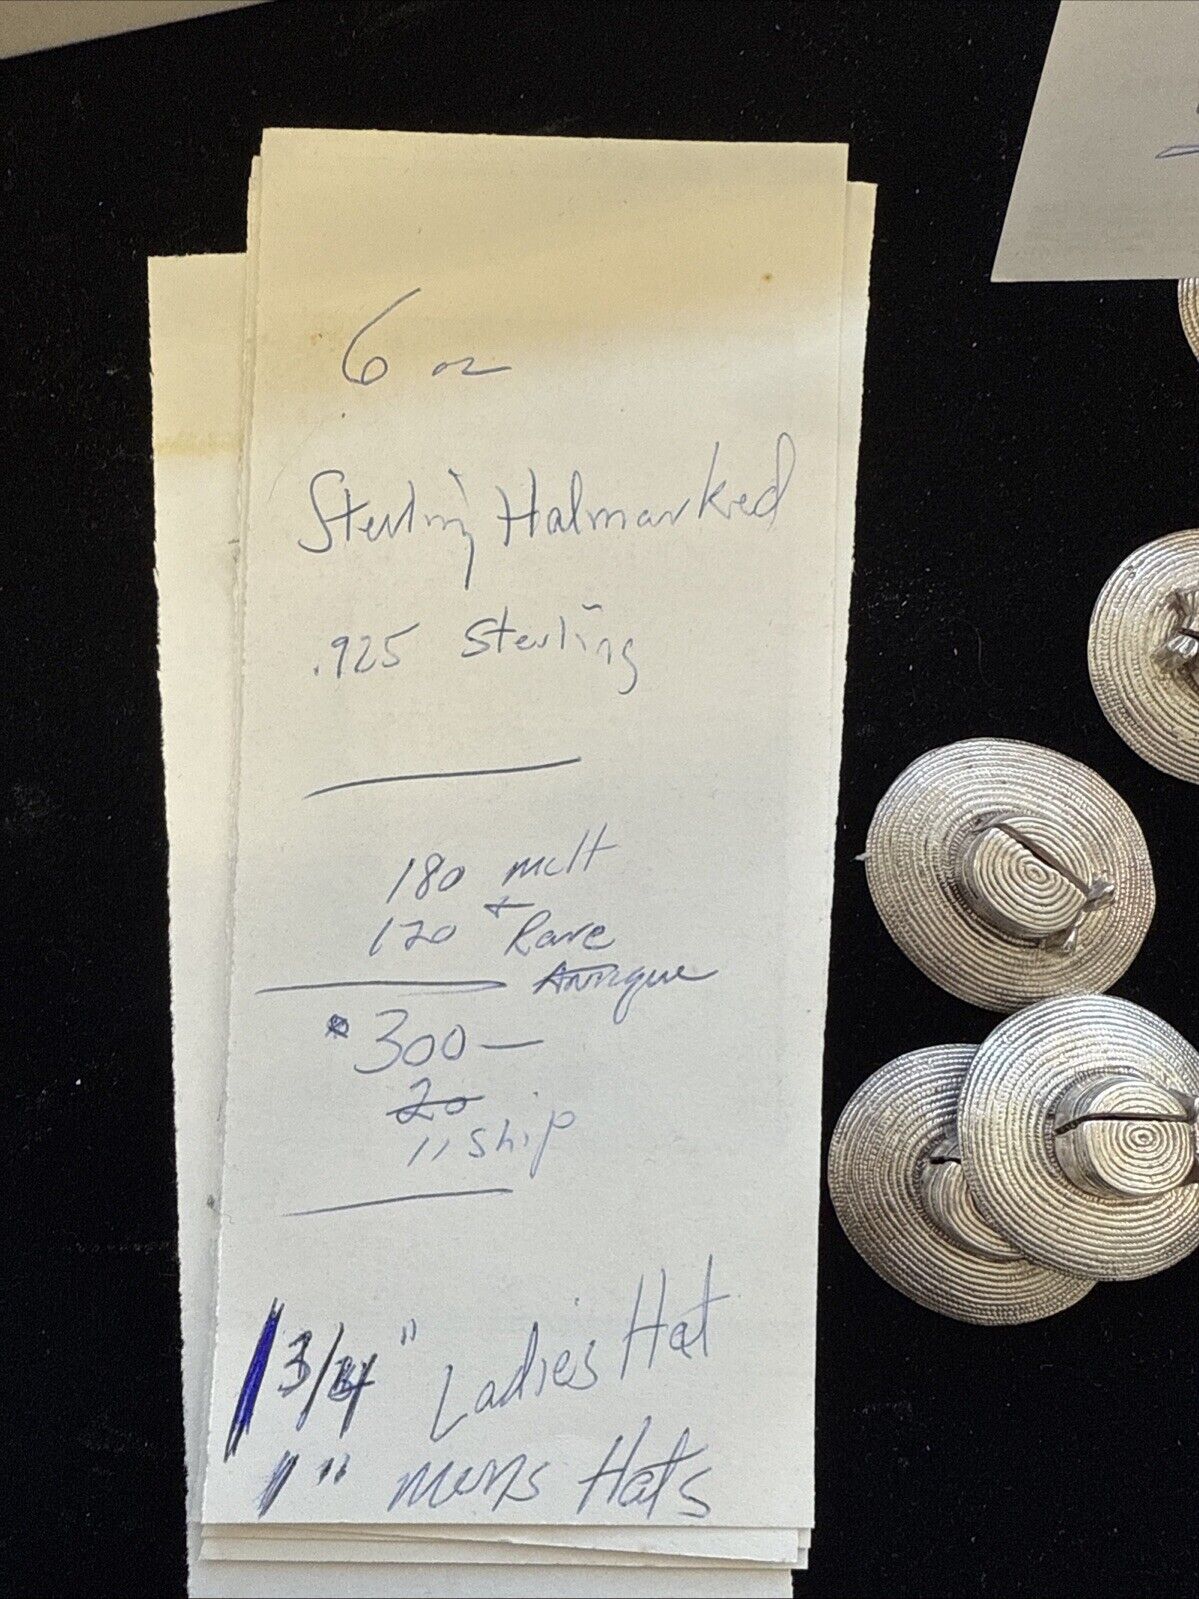 6 oz
Sterling Halmarked
.925 Sterling
180 melt
+
120 Rare
Antique
300—
20
11 ship
1 3/4" Ladies Hat
1" mens Hats